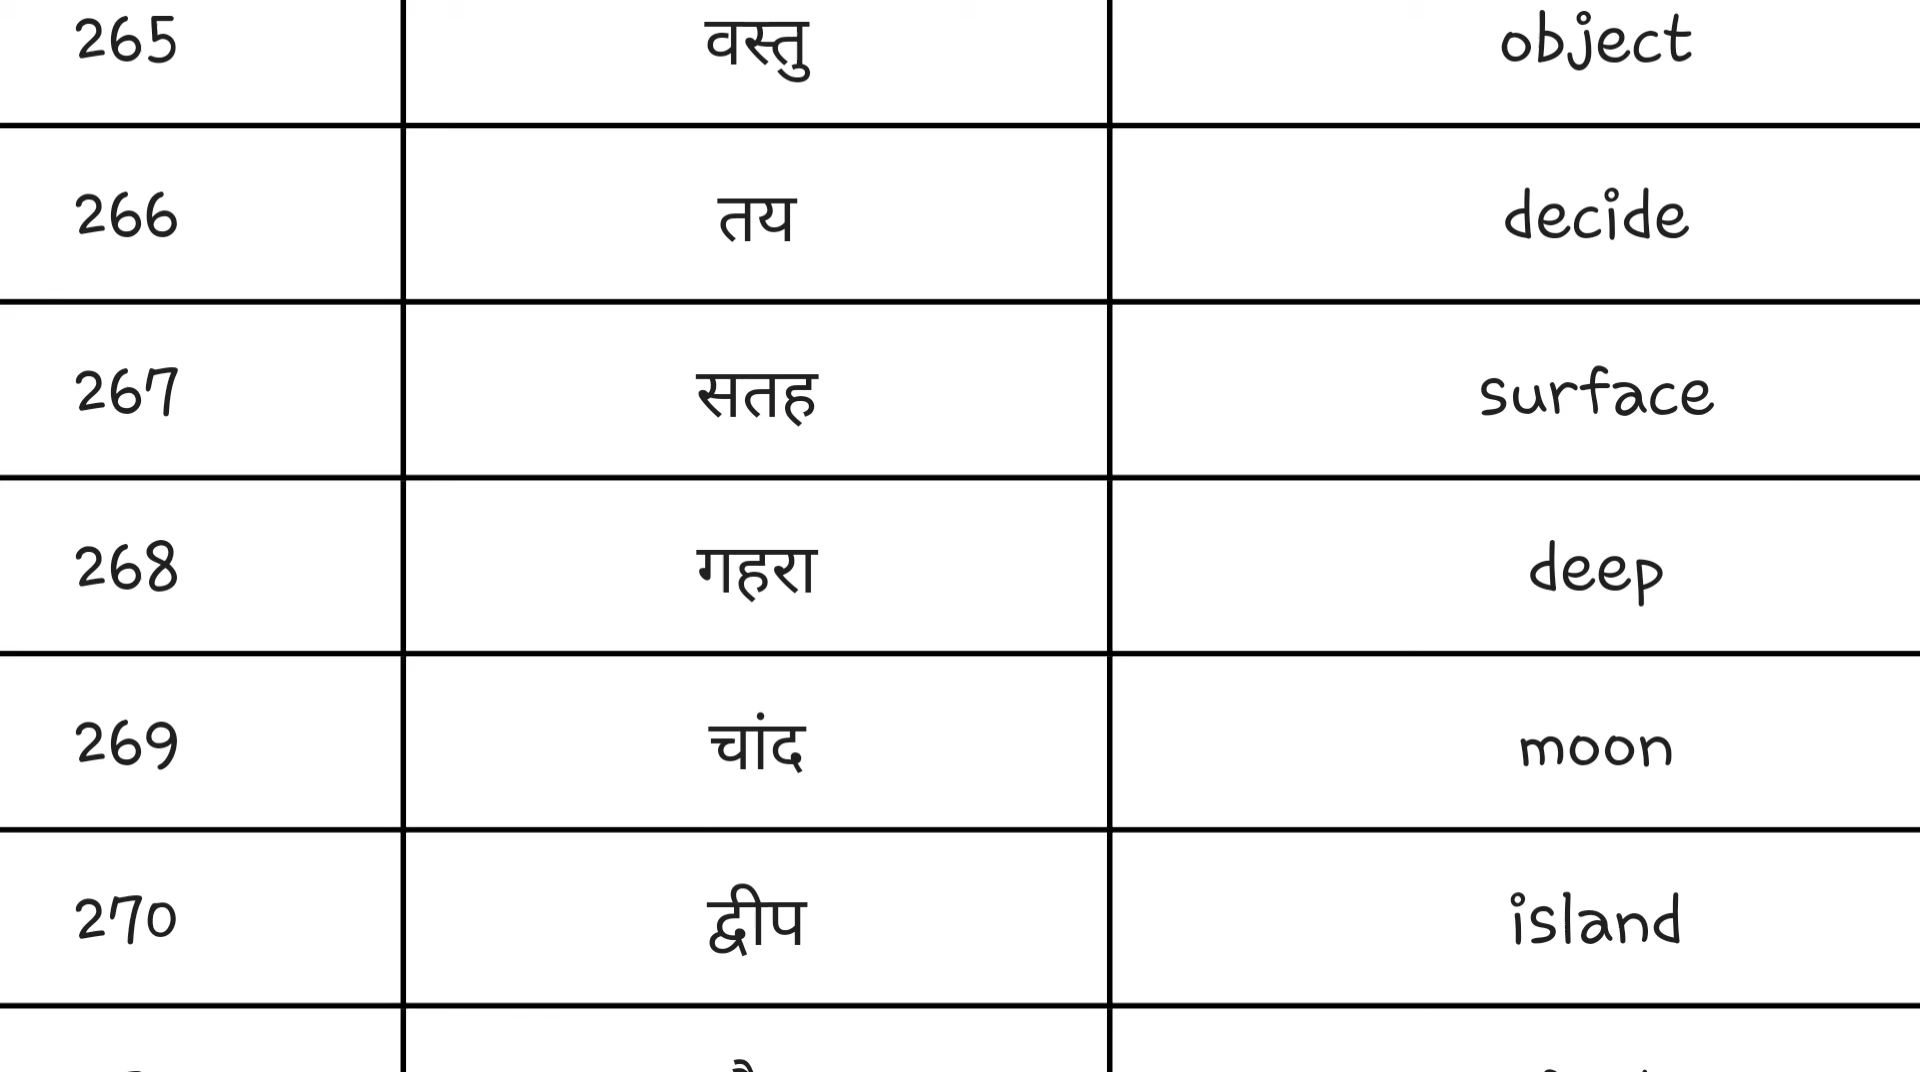 265 वस्तु object
266 तय decide
267 सतह surface
268 गहरा deep
269 चांद moon
270 द्वीप island